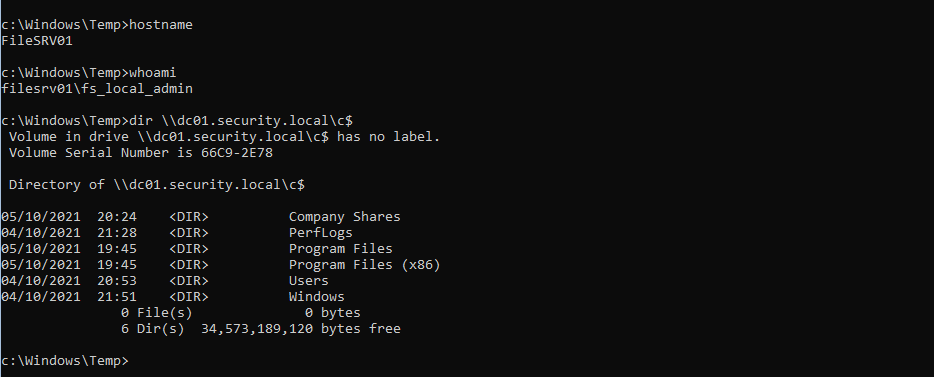 c:\Windows\Temp>hostname
FileSRV01
c:\Windows\Temp>whoami
filesrv01\fs_local_admin
c:\Windows\Temp>dir \\dc01.security.local\c$
 Volume in drive \\dc01.security.local\c$ has no label.
 Volume Serial Number is 66C9-2E78
 Directory of \\dc01.security.local\c$
05/10/2021  20:24    <DIR>          Company Shares
04/10/2021  21:28    <DIR>          PerfLogs
05/10/2021  19:45    <DIR>          Program Files
05/10/2021  19:45    <DIR>          Program Files (x86)
04/10/2021  20:53    <DIR>          Users
04/10/2021  21:51    <DIR>          Windows
               0 File(s)              0 bytes
               6 Dir(s)  34,573,189,120 bytes free
c:\Windows\Temp>